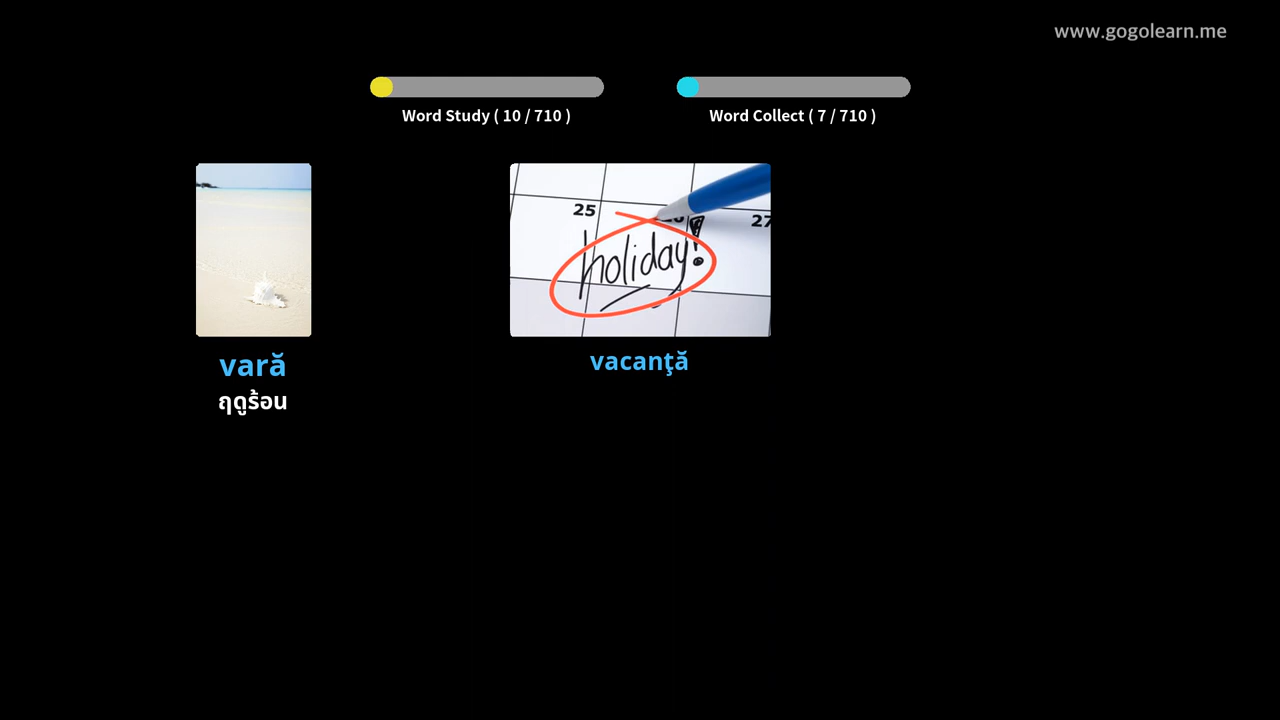 www.gogolearn.me
Word Study ( 10 / 710 )
Word Collect ( 7 / 710 )
25
27
holiday!
vară
ฤดูร้อน
vacanţă